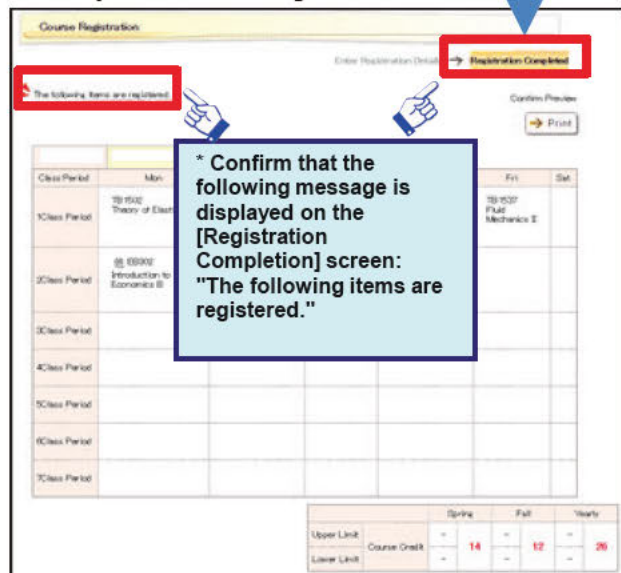 Course Registration
Enter Registration Detail → Registration Completed
The following items are registered.
Confirm Preview
→ Print
* Confirm that the
following message is
displayed on the
[Registration
Completion] screen:
"The following items are
registered."
Class Period Mon Fri Sat
1Class Period
TB1502
Theory of Elast
TB1537
Fluid
Mechanics II
2Class Period
Introduction to
Economics III
3Class Period
4Class Period
5Class Period
6Class Period
7Class Period
Spring Fall Yearly
Upper Limit - - -
Course Credit 14 12 26
Lower Limit - - -